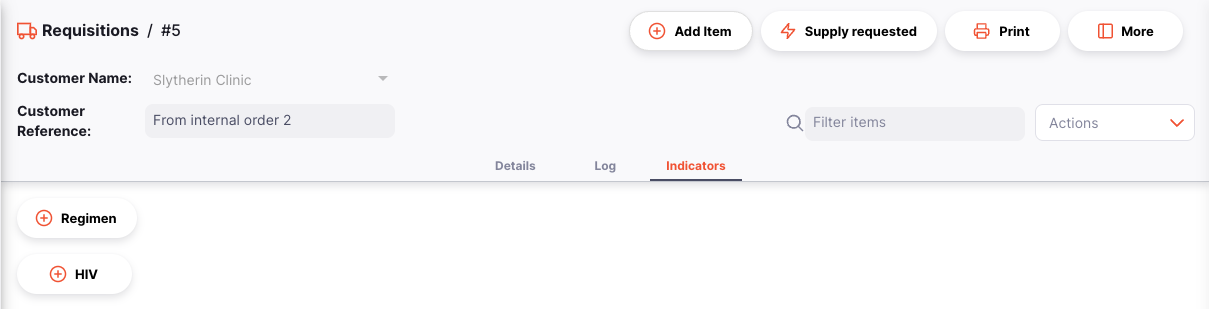 Requisitions / #5
Add Item
Supply requested
Print
More
Customer Name:
Slytherin Clinic
Customer
Reference:
From internal order 2
Filter items
Actions
Details
Log
Indicators
Regimen
HIV